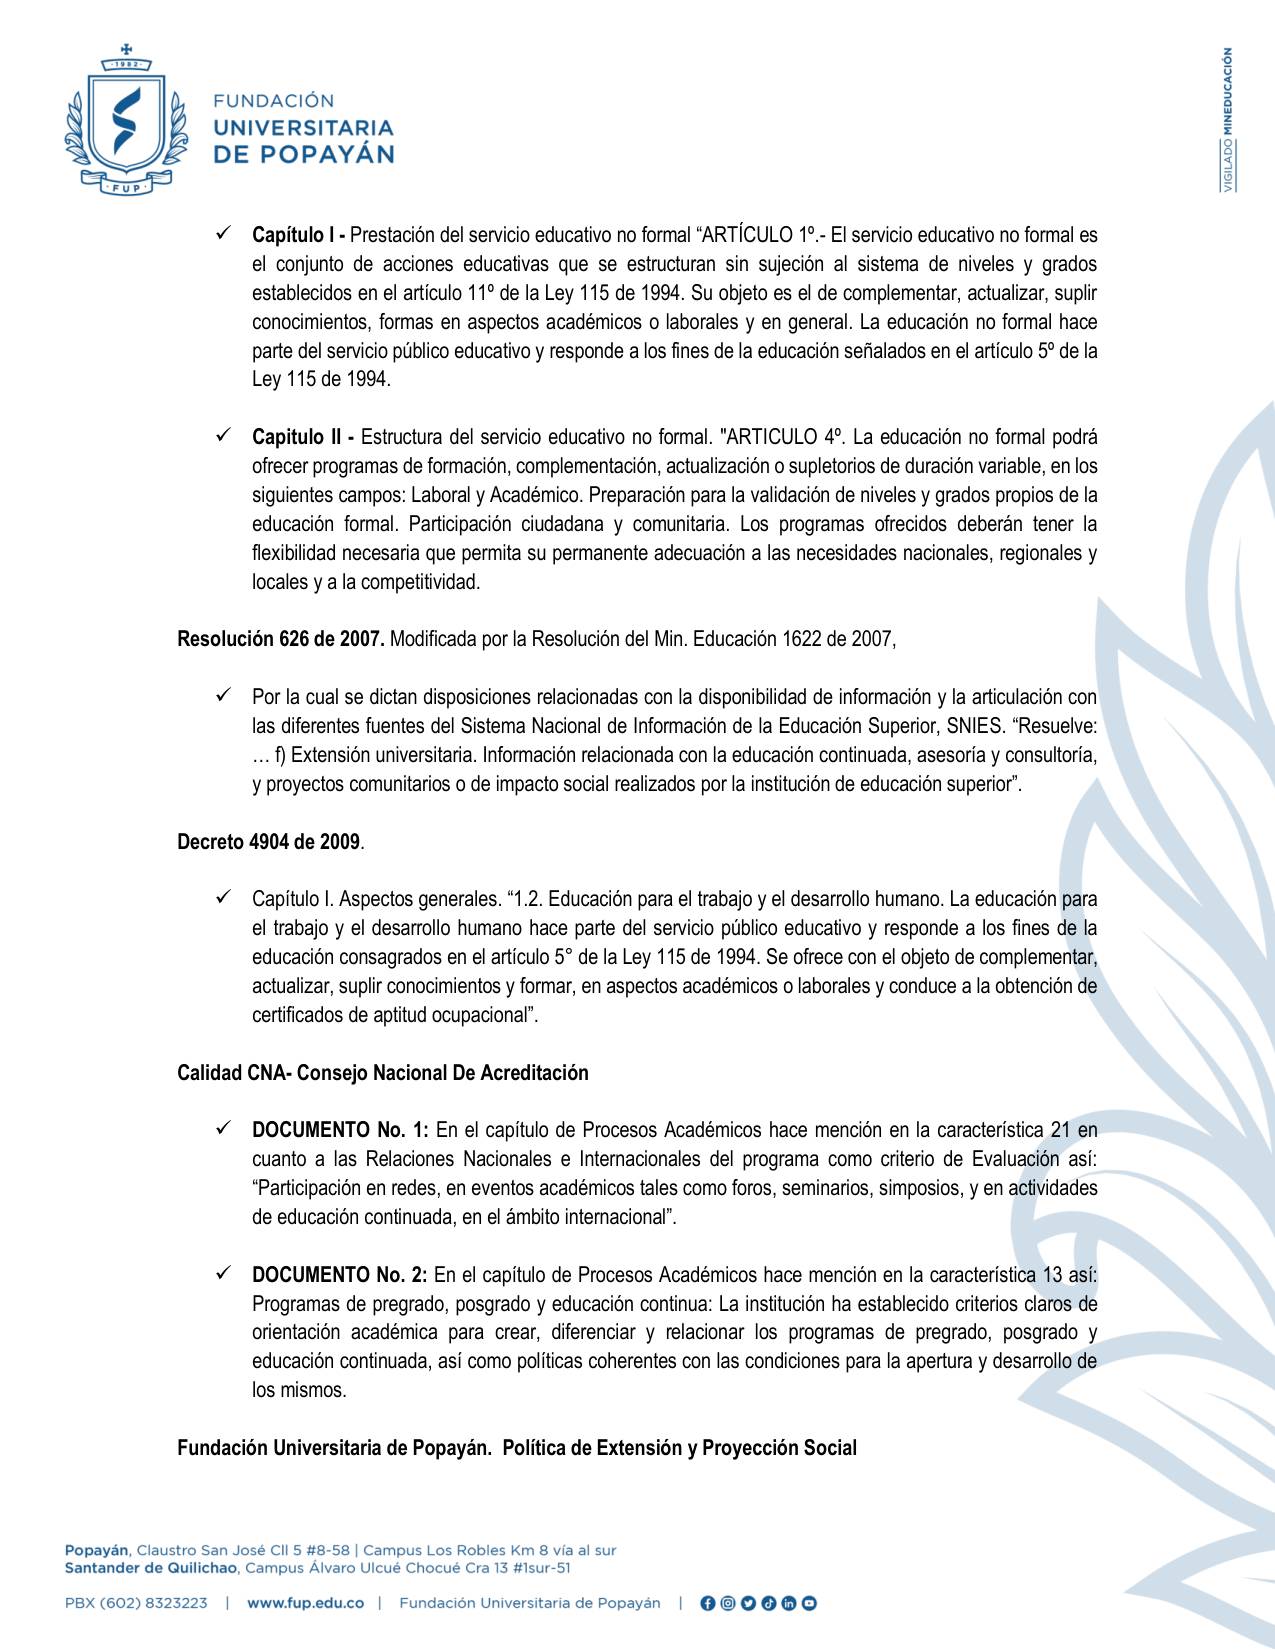 ·1982·
FUP
FUNDACIÓN
UNIVERSITARIA
DE POPAYÁN
VIGILADO MINEDUCACIÓN
✓ Capítulo I - Prestación del servicio educativo no formal “ARTÍCULO 1º.- El servicio educativo no formal es
el conjunto de acciones educativas que se estructuran sin sujeción al sistema de niveles y grados
establecidos en el artículo 11º de la Ley 115 de 1994. Su objeto es el de complementar, actualizar, suplir
conocimientos, formas en aspectos académicos o laborales y en general. La educación no formal hace
parte del servicio público educativo y responde a los fines de la educación señalados en el artículo 5º de la
Ley 115 de 1994.
✓ Capitulo II - Estructura del servicio educativo no formal. "ARTICULO 4º. La educación no formal podrá
ofrecer programas de formación, complementación, actualización o supletorios de duración variable, en los
siguientes campos: Laboral y Académico. Preparación para la validación de niveles y grados propios de la
educación formal. Participación ciudadana y comunitaria. Los programas ofrecidos deberán tener la
flexibilidad necesaria que permita su permanente adecuación a las necesidades nacionales, regionales y
locales y a la competitividad.
Resolución 626 de 2007. Modificada por la Resolución del Min. Educación 1622 de 2007,
✓ Por la cual se dictan disposiciones relacionadas con la disponibilidad de información y la articulación con
las diferentes fuentes del Sistema Nacional de Información de la Educación Superior, SNIES. “Resuelve:
… f) Extensión universitaria. Información relacionada con la educación continuada, asesoría y consultoría,
y proyectos comunitarios o de impacto social realizados por la institución de educación superior”.
Decreto 4904 de 2009.
✓ Capítulo I. Aspectos generales. “1.2. Educación para el trabajo y el desarrollo humano. La educación para
el trabajo y el desarrollo humano hace parte del servicio público educativo y responde a los fines de la
educación consagrados en el artículo 5° de la Ley 115 de 1994. Se ofrece con el objeto de complementar,
actualizar, suplir conocimientos y formar, en aspectos académicos o laborales y conduce a la obtención de
certificados de aptitud ocupacional”.
Calidad CNA- Consejo Nacional De Acreditación
✓ DOCUMENTO No. 1: En el capítulo de Procesos Académicos hace mención en la característica 21 en
cuanto a las Relaciones Nacionales e Internacionales del programa como criterio de Evaluación así:
“Participación en redes, en eventos académicos tales como foros, seminarios, simposios, y en actividades
de educación continuada, en el ámbito internacional”.
✓ DOCUMENTO No. 2: En el capítulo de Procesos Académicos hace mención en la característica 13 así:
Programas de pregrado, posgrado y educación continua: La institución ha establecido criterios claros de
orientación académica para crear, diferenciar y relacionar los programas de pregrado, posgrado y
educación continuada, así como políticas coherentes con las condiciones para la apertura y desarrollo de
los mismos.
Fundación Universitaria de Popayán. Política de Extensión y Proyección Social
Popayán, Claustro San José Cll 5 #8-58 | Campus Los Robles Km 8 vía al sur
Santander de Quilichao, Campus Álvaro Ulcué Chocué Cra 13 #1sur-51
PBX (602) 8323223 | www.fup.edu.co | Fundación Universitaria de Popayán |